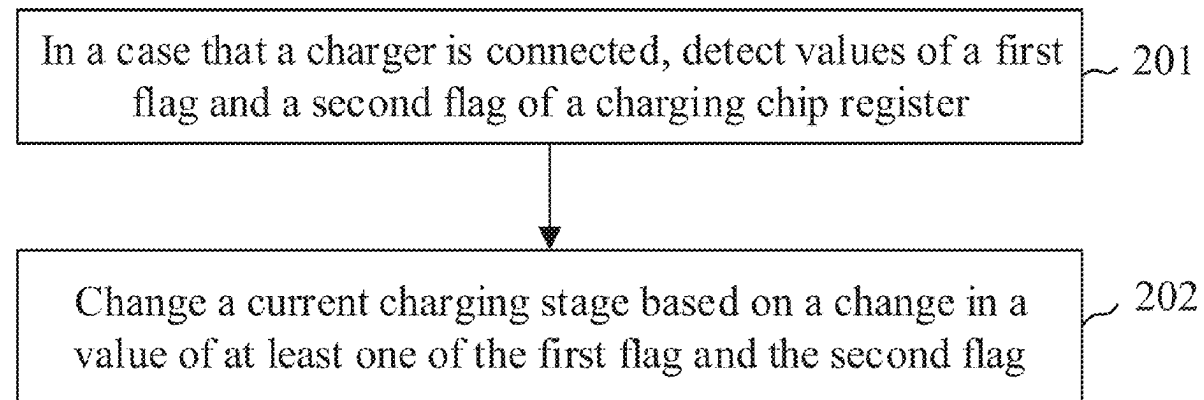 In a case that a charger is connected, detect values of a first
flag and a second flag of a charging chip register
201
Change a current charging stage based on a change in a
value of at least one of the first flag and the second flag
202